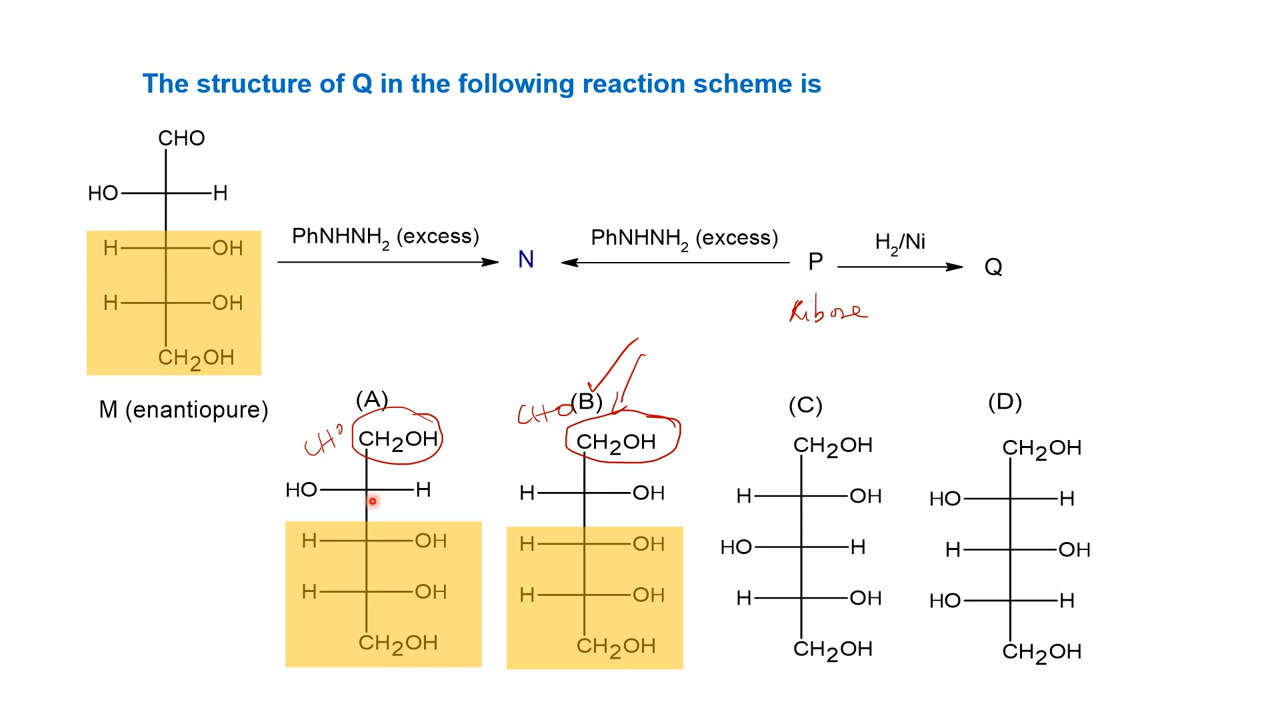 The structure of Q in the following reaction scheme is
CHO
HO H
H OH
H OH
CH2OH
M (enantiopure)
PhNHNH2 (excess)
N
PhNHNH2 (excess)
P
H2/Ni
Q
Ribose
(A)
CHO
CH2OH
HO H
H OH
H OH
CH2OH
(B)
CHO
CH2OH
H OH
H OH
H OH
CH2OH
(C)
CH2OH
H OH
HO H
H OH
CH2OH
(D)
CH2OH
HO H
H OH
HO H
CH2OH